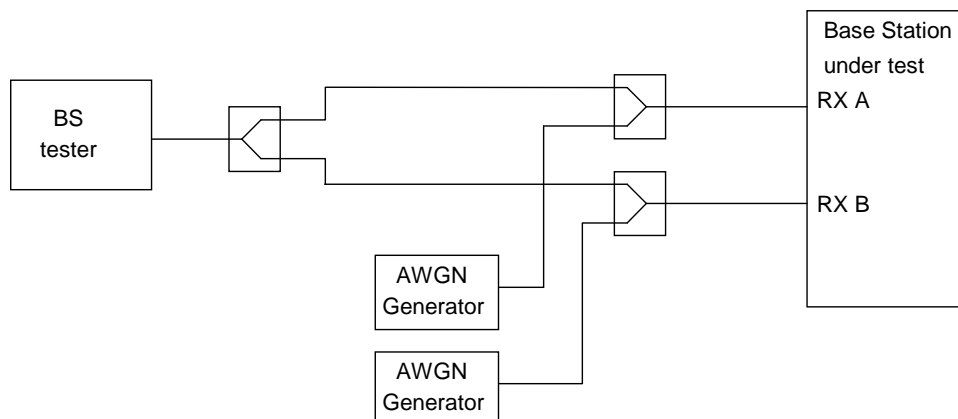 BS
tester
Base Station
under test
RX A
RX B
AWGN
Generator
AWGN
Generator